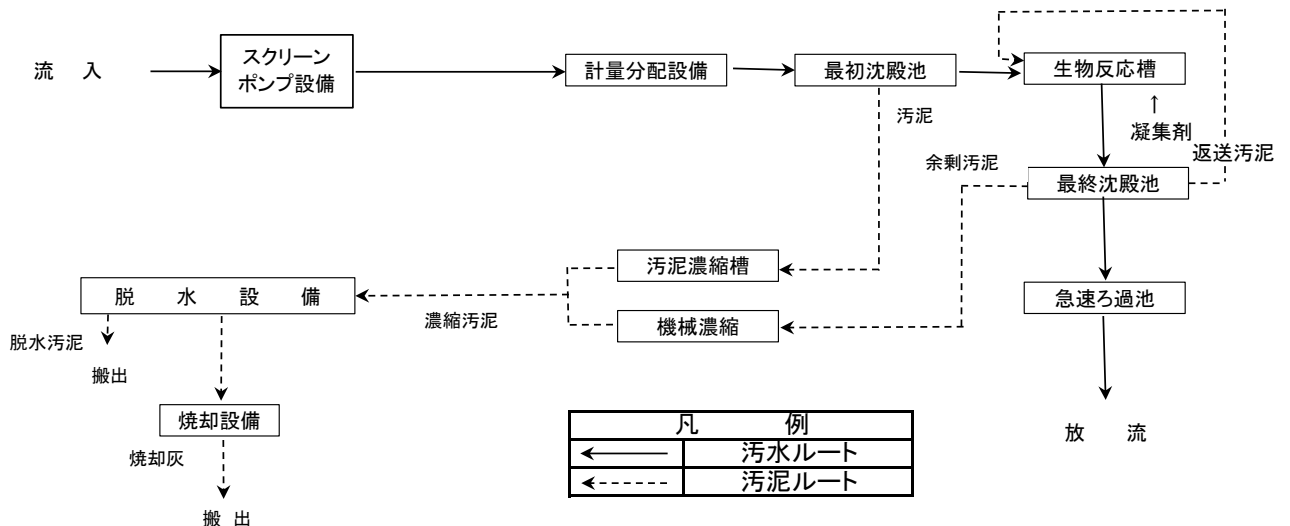 流 入
スクリーン
ポンプ設備
計量分配設備
最初沈殿池
生物反応槽
汚泥
↑
凝集剤
返送汚泥
余剰汚泥
最終沈殿池
汚泥濃縮槽
脱 水 設 備
濃縮汚泥
機械濃縮
急速ろ過池
脱水汚泥
搬出
焼却設備
焼却灰
搬 出
凡 例
汚水ルート
汚泥ルート
放 流